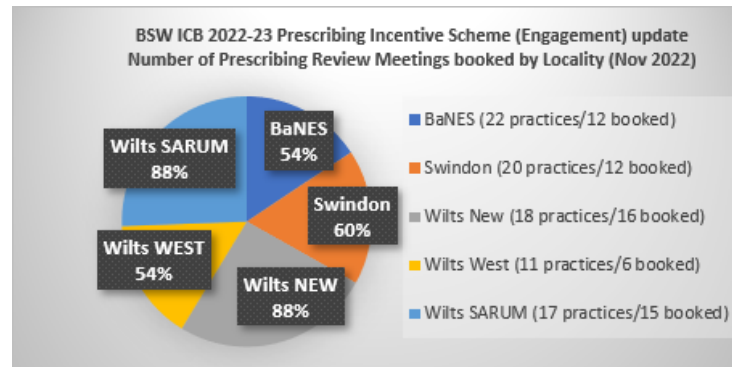 BSW ICB 2022-23 Prescribing Incentive Scheme (Engagement) update
Number of Prescribing Review Meetings booked by Locality (Nov 2022)
BaNES
54%
Swindon
60%
Wilts NEW
88%
Wilts WEST
54%
Wilts SARUM
88%
BaNES (22 practices/12 booked)
Swindon (20 practices/12 booked)
Wilts New (18 practices/16 booked)
Wilts West (11 practices/6 booked)
Wilts SARUM (17 practices/15 booked)